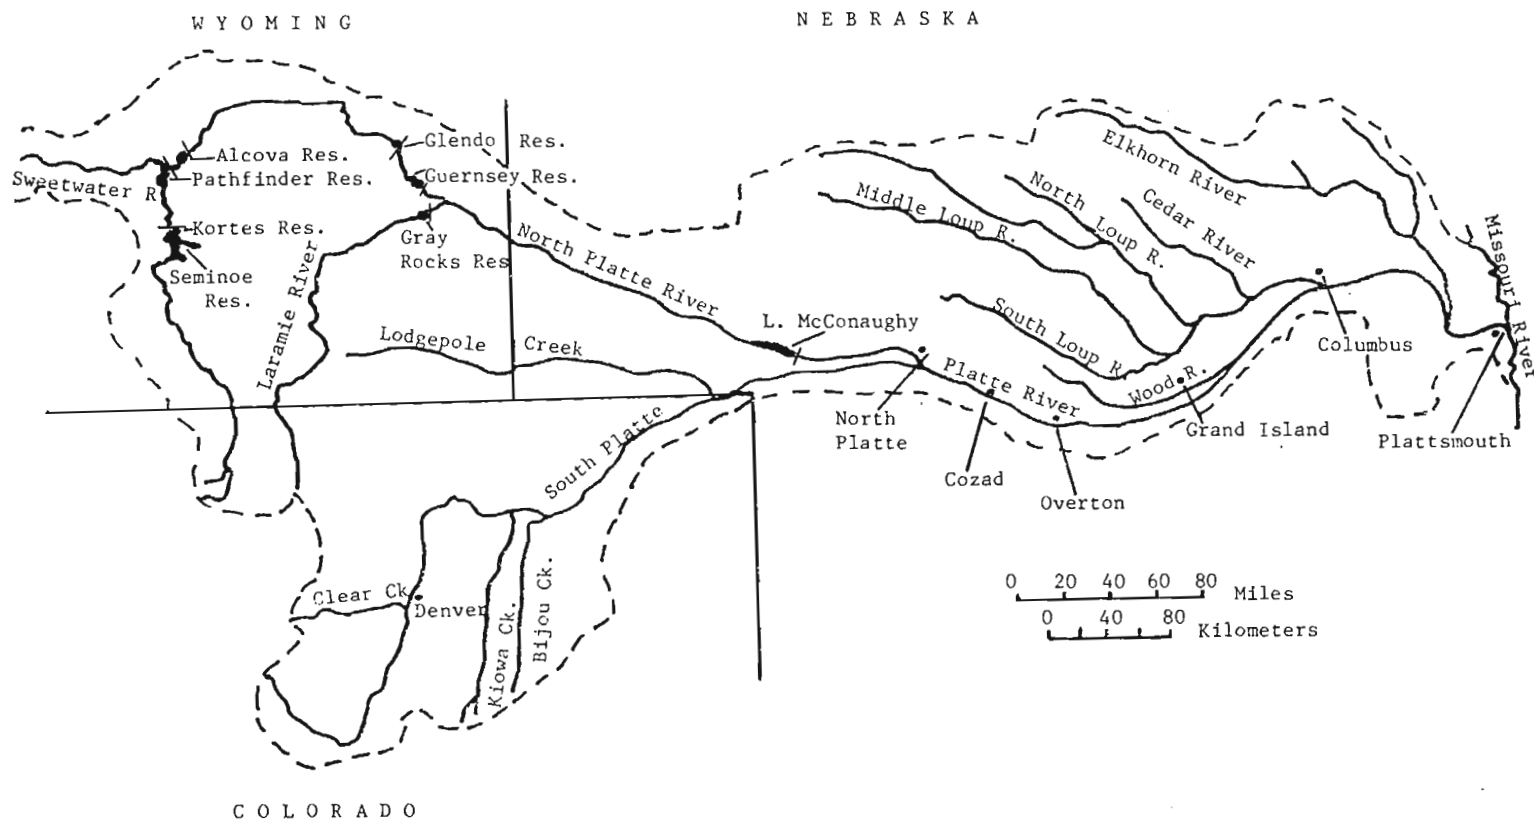 WYOMING
NEBRASKA
Glendo Res.
Alcova Res.
Pathfinder Res.
Guernsey Res.
Sweetwater R
Kortes Res.
Gray
Rocks Res
Seminoe
Res.
Laramie River
North Platte River
Lodgepole Creek
L. McConaughy
Elkhorn River
North Loup R.
Middle Loup R.
Cedar River
South Loup R.
Missouri River
Columbus
Platte River
Wood R.
North
Platte
Grand Island
Plattsmouth
Cozad
Overton
South Platte
Clear Ck.
Denver
Kiowa Ck.
Bijou Ck.
0 20 40 60 80 Miles
0 40 80 Kilometers
COLORADO